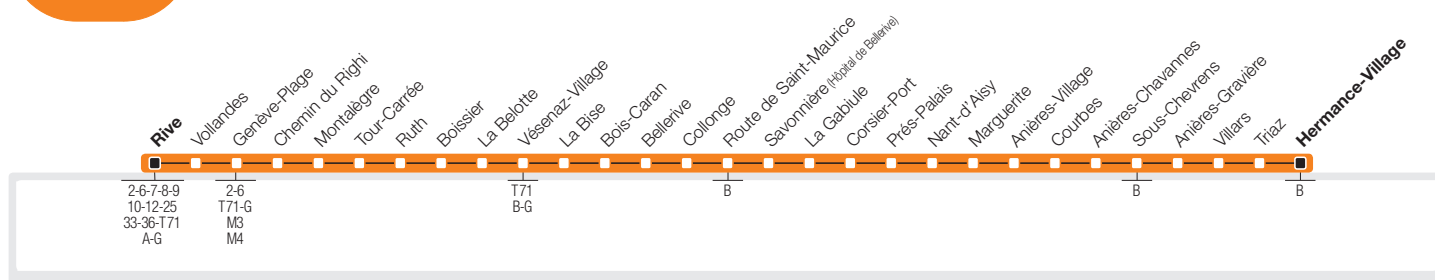 Rive
Vollandes
Genève-Plage
Chemin du Righi
Montalègre
Tour-Carrée
Ruth
Boissier
La Belotte
Vésenaz-Village
La Bise
Bois-Caran
Bellerive
Collonge
Route de Saint-Maurice
Savonnière (Hôpital de Bellerive)
La Gabiule
Corsier-Port
Prés-Palais
Nant-d'Aisy
Marguerite
Anières-Village
Courbes
Anières-Chavannes
Sous-Chevrens
Anières-Gravière
Villars
Triaz
Hermance-Village
2-6-7-8-9
10-12-25
33-36-T71
A-G
2-6
T71-G
M3
M4
T71
B-G
B
B
B